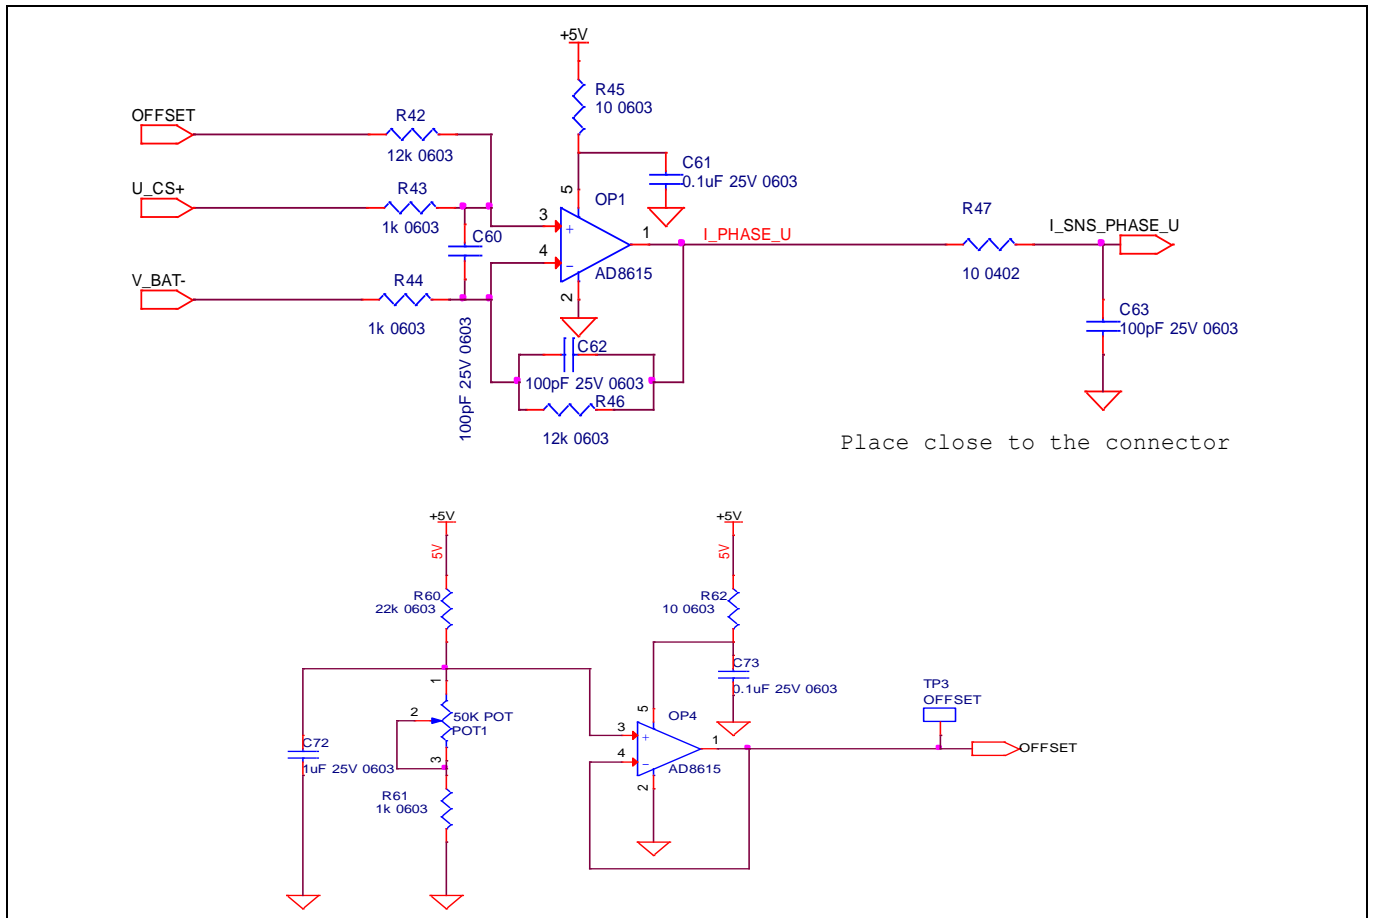 +5V
R45
10 0603
OFFSET
R42
12k 0603
C61
0.1uF 25V 0603
U_CS+
R43
1k 0603
C60
100pF 25V 0603
5
OP1
3
+
4
−
1
2
AD8615
I_PHASE_U
R47
10 0402
I_SNS_PHASE_U
V_BAT-
R44
1k 0603
C63
100pF 25V 0603
C62
100pF 25V 0603
R46
12k 0603
Place close to the connector
+5V
5V
R60
22k 0603
+5V
5V
R62
10 0603
C73
0.1uF 25V 0603
TP3
OFFSET
1
2
3
50K POT
POT1
C72
1uF 25V 0603
R61
1k 0603
5
OP4
3
+
4
−
1
2
AD8615
OFFSET